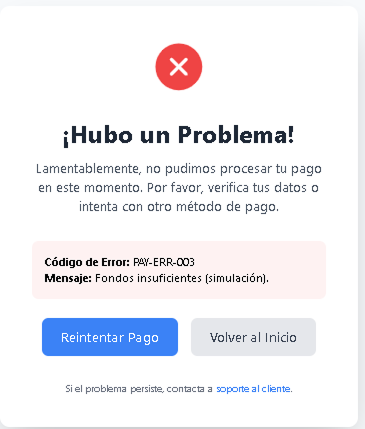 ¡Hubo un Problema!
Lamentablemente, no pudimos procesar tu pago
en este momento. Por favor, verifica tus datos o
intenta con otro método de pago.
Código de Error: PAY-ERR-003
Mensaje: Fondos insuficientes (simulación).
Reintentar Pago
Volver al Inicio
Si el problema persiste, contacta a soporte al cliente.